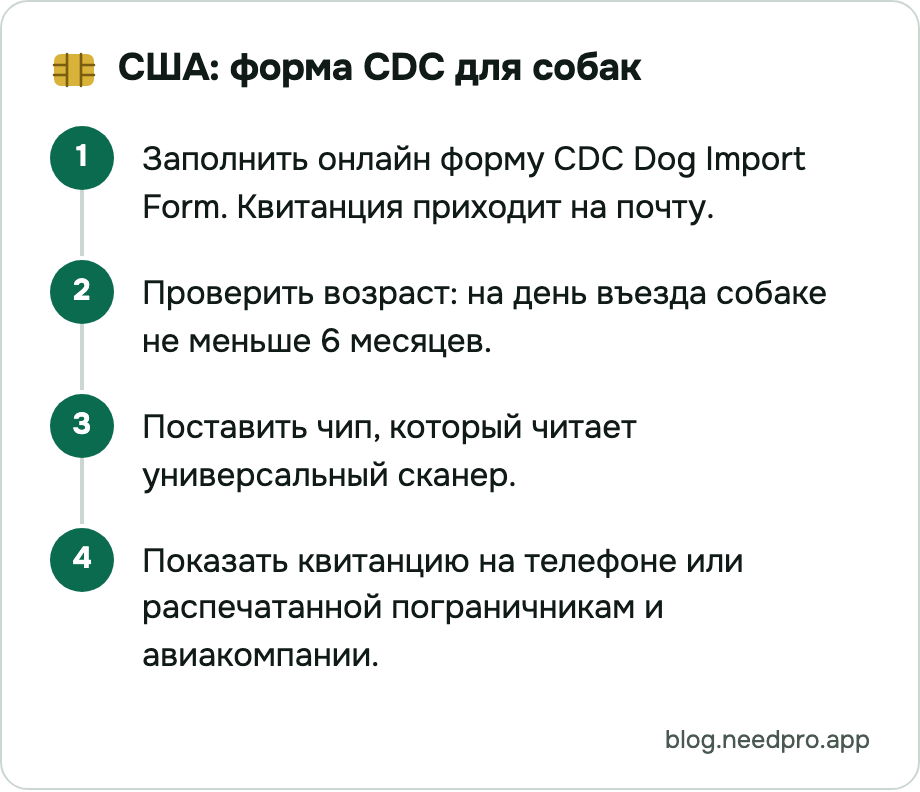 США: форма CDC для собак
1
Заполнить онлайн форму CDC Dog Import
Form. Квитанция приходит на почту.
2
Проверить возраст: на день въезда собаке
не меньше 6 месяцев.
3
Поставить чип, который читает
универсальный сканер.
4
Показать квитанцию на телефоне или
распечатанной пограничникам и
авиакомпании.
blog.needpro.app